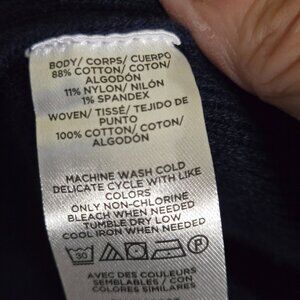 BODY/ CORPS/ CUERPO
88% COTTON/ COTON/
ALGODÓN
11% NYLON/ NILÓN
1% SPANDEX
WOVEN/ TISSÉ/ TEJIDO DE
PUNTO
100% COTTON/ COTON/
ALGODÓN
MACHINE WASH COLD
DELICATE CYCLE WITH LIKE
COLORS
ONLY NON-CHLORINE
BLEACH WHEN NEEDED
TUMBLE DRY LOW
COOL IRON WHEN NEEDED
30 P
AVEC DES COULEURS
SEMBLABLES/ CON
COLORES SIMILARES